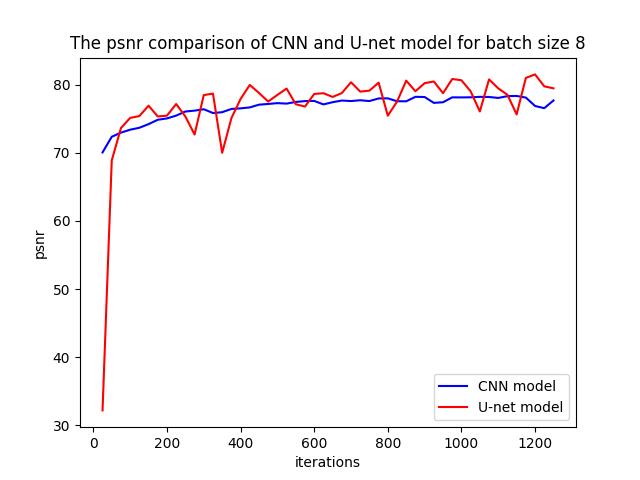 The psnr comparison of CNN and U-net model for batch size 8
80
70
60
50
40
30
psnr
0 200 400 600 800 1000 1200
iterations
CNN model
U-net model